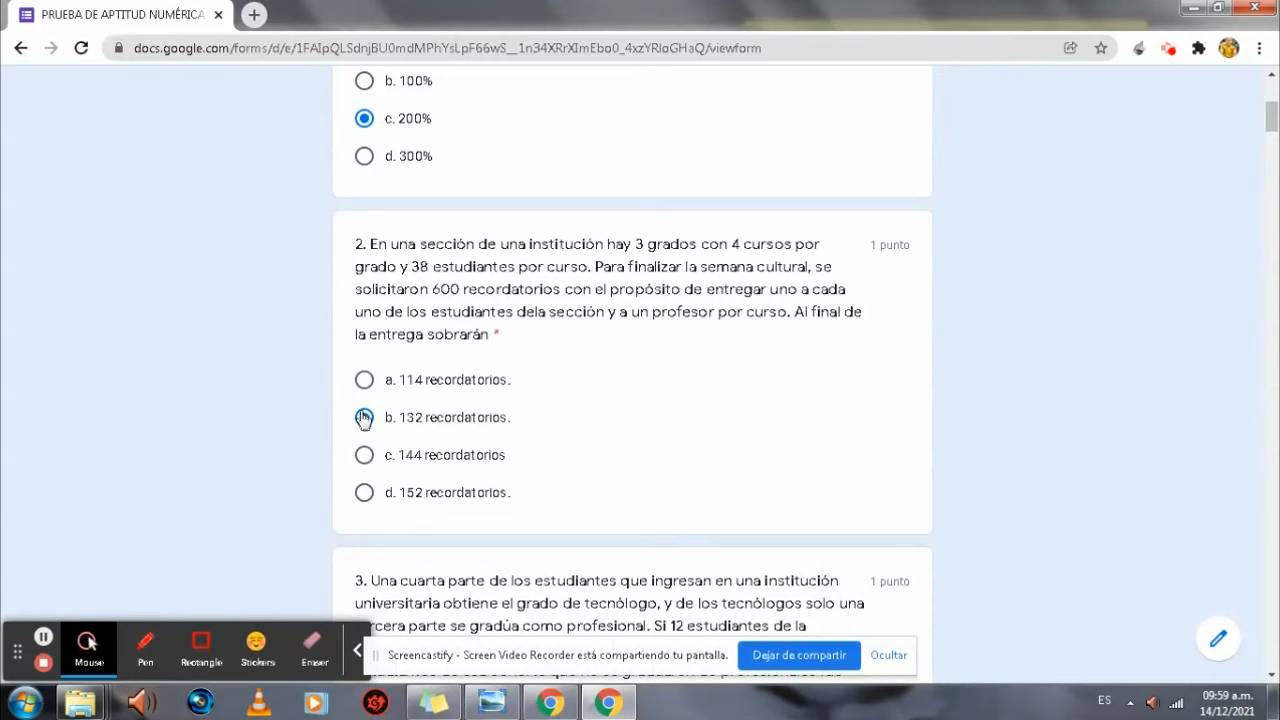 PRUEBA DE APTITUD NUMÉRICA
docs.google.com/forms/d/e/1FAIpQLSdnjBU0mdMPhYsLpF66wS__1n34XRrXImEbo0_4xzYRloGHaQ/viewform
b. 100%
c. 200%
d. 300%
2. En una sección de una institución hay 3 grados con 4 cursos por
1 punto
grado y 38 estudiantes por curso. Para finalizar la semana cultural, se
solicitaron 600 recordatorios con el propósito de entregar uno a cada
uno de los estudiantes dela sección y a un profesor por curso. Al final de
la entrega sobrarán *
a. 114 recordatorios.
b. 132 recordatorios.
c. 144 recordatorios
d. 152 recordatorios.
3. Una cuarta parte de los estudiantes que ingresan en una institución
1 punto
universitaria obtiene el grado de tecnólogo, y de los tecnólogos solo una
rcera parte se gradúa como profesional. Si 12 estudiantes de la
Mouse
Pen
Rectangle
Stickers
Eraser
Screencastify - Screen Video Recorder está compartiendo tu pantalla.
Dejar de compartir
Ocultar
ES
09:59 a.m.
14/12/2021